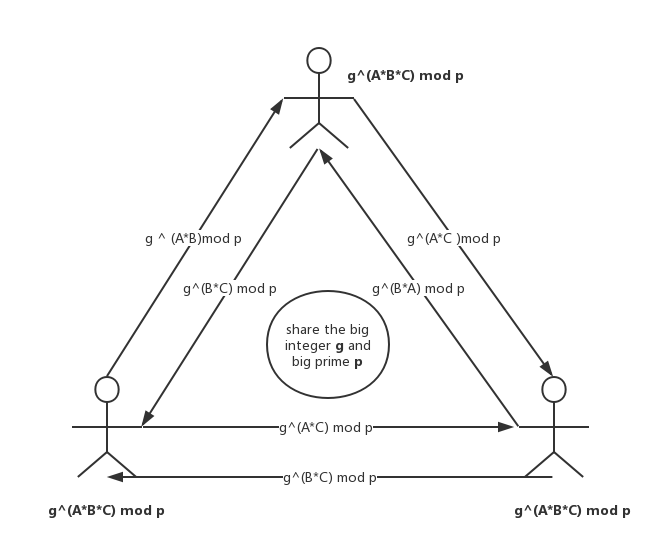 g^(A*B*C) mod p
g ^ (A*B)mod p
g^(A*C )mod p
g^(B*C) mod p
g^(B*A) mod p
share the big
integer g and
big prime p
g^(A*C) mod p
g^(B*C) mod p
g^(A*B*C) mod p
g^(A*B*C) mod p